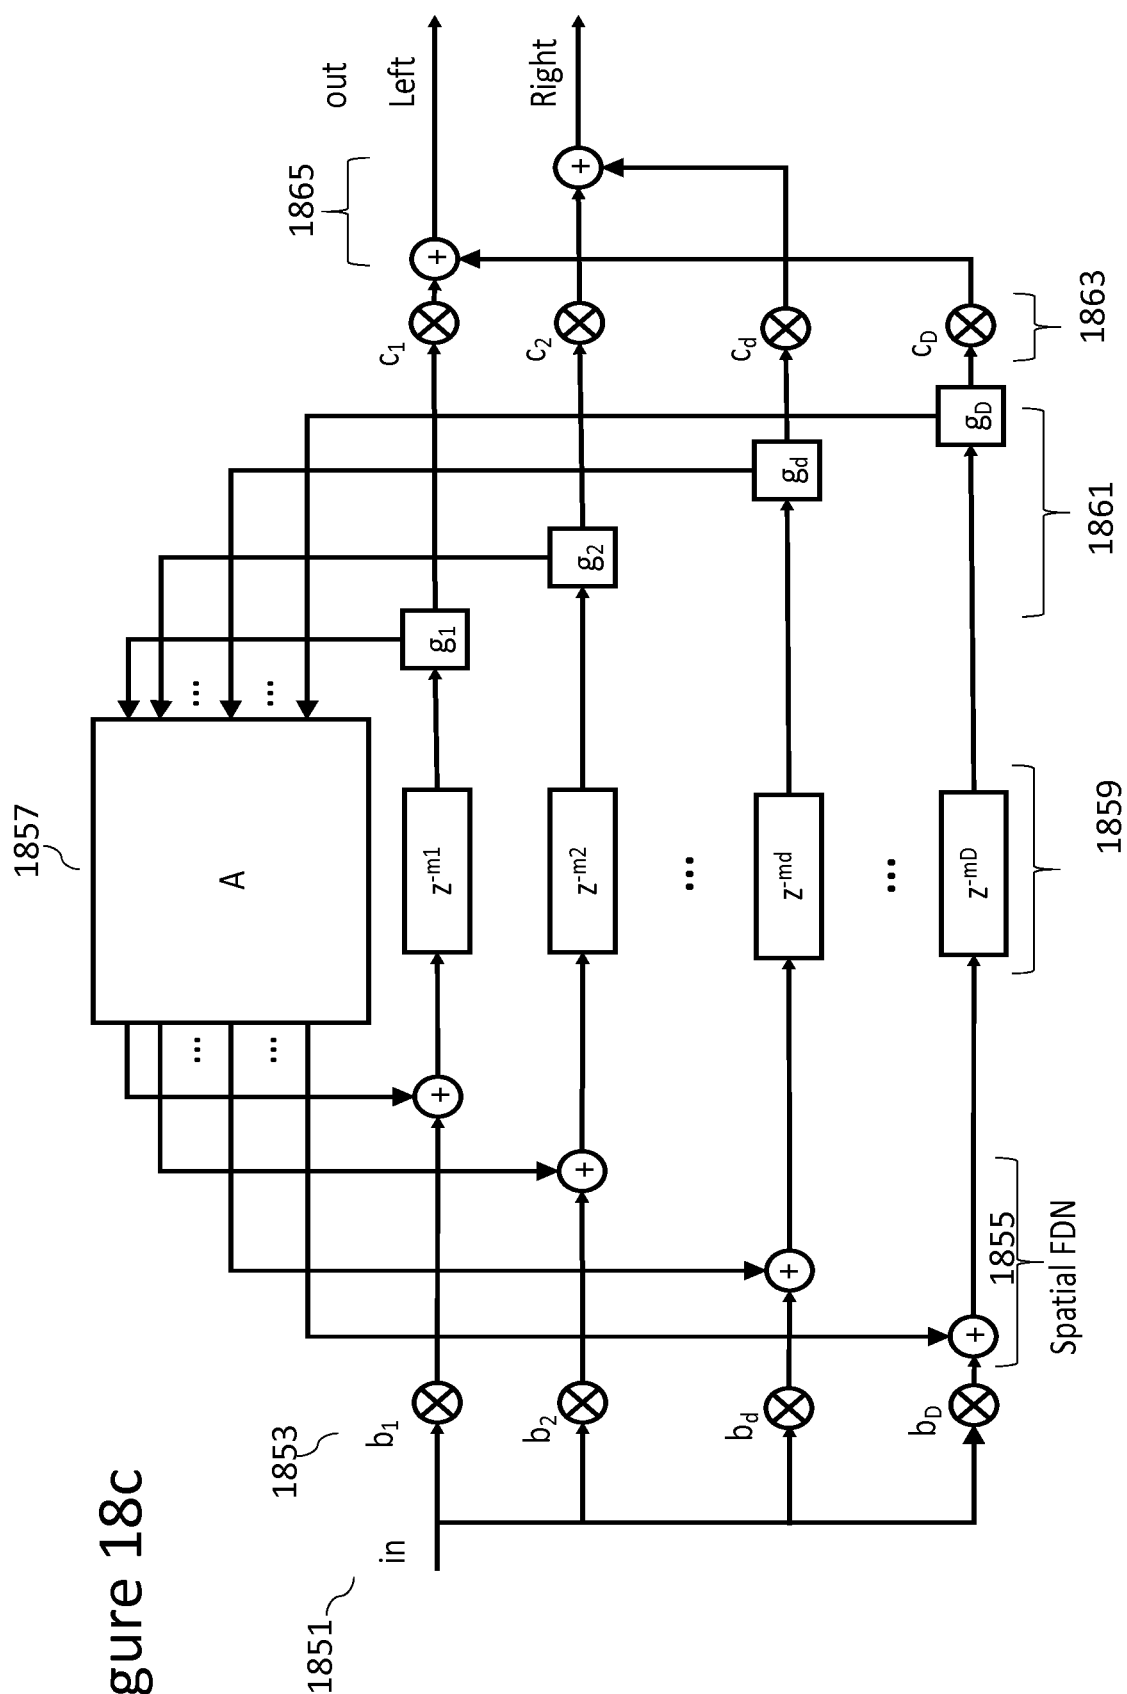 gure 18c
1851
in
1853
b1
b2
bd
bD
1855
Spatial FDN
+
+
+
+
1857
A
...
...
...
...
z-m1
z-m2
...
z-md
...
z-mD
1859
g1
g2
gd
gD
1861
c1
c2
cd
cD
1863
+
+
1865
out
Left
Right